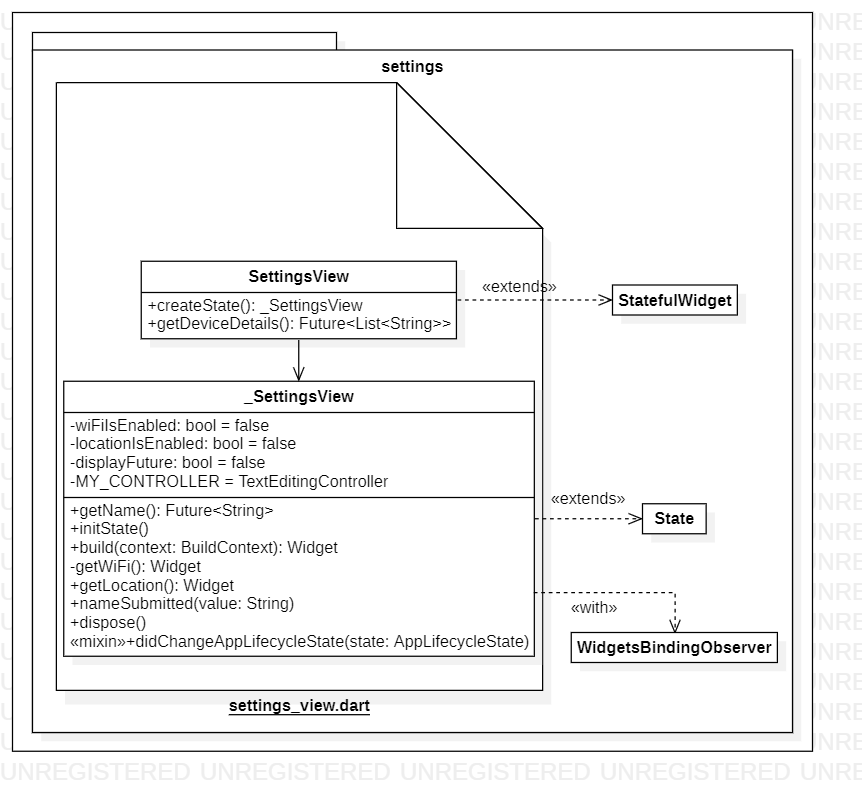 settings
SettingsView
+createState(): _SettingsView
+getDeviceDetails(): Future<List<String>>
«extends»
StatefulWidget
_SettingsView
-wiFiIsEnabled: bool = false
-locationIsEnabled: bool = false
-displayFuture: bool = false
-MY_CONTROLLER = TextEditingController
+getName(): Future<String>
+initState()
+build(context: BuildContext): Widget
-getWiFi(): Widget
+getLocation(): Widget
+nameSubmitted(value: String)
+dispose()
«mixin»+didChangeAppLifecycleState(state: AppLifecycleState)
«extends»
State
«with»
WidgetsBindingObserver
settings_view.dart
UNREGISTERED UNREGISTERED UNREGISTERED UNREGISTERED